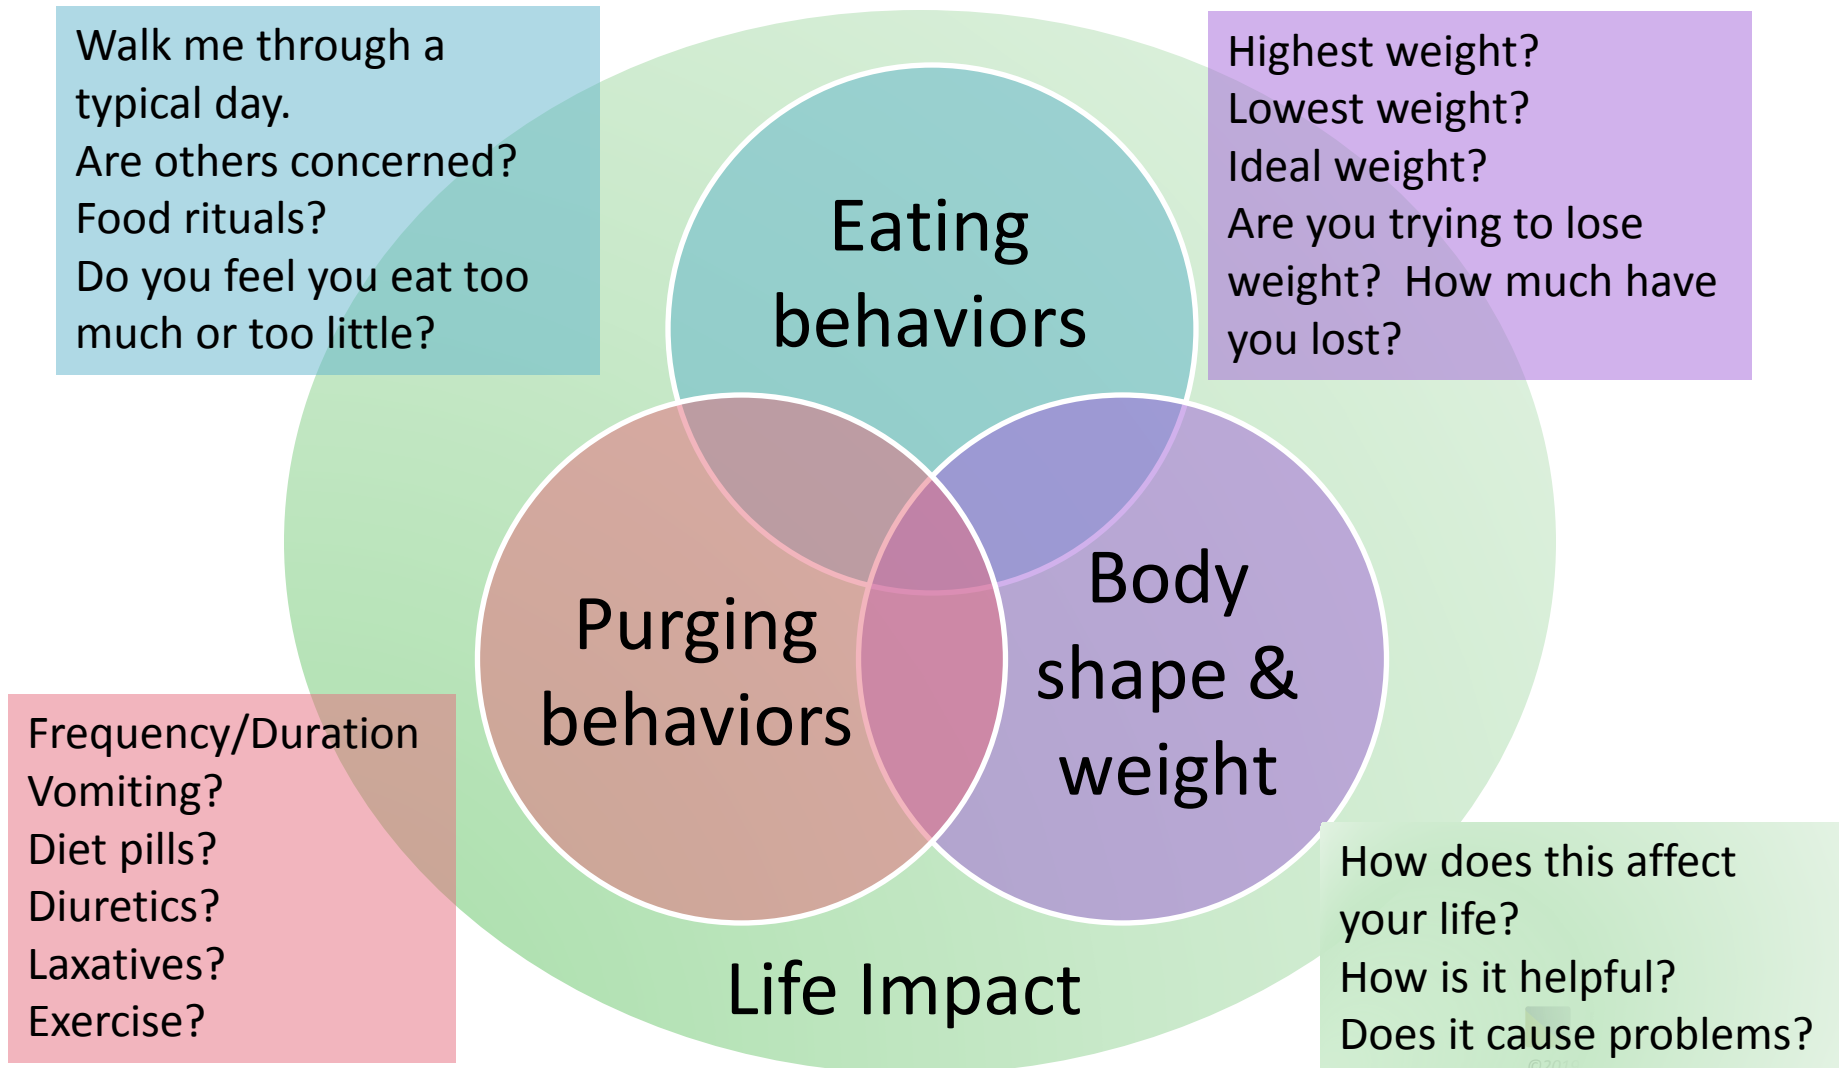 Walk me through a
typical day.
Are others concerned?
Food rituals?
Do you feel you eat too
much or too little?
Highest weight?
Lowest weight?
Ideal weight?
Are you trying to lose
weight?  How much have
you lost?
Eating
behaviors
Purging
behaviors
Body
shape &
weight
Frequency/Duration
Vomiting?
Diet pills?
Diuretics?
Laxatives?
Exercise?
Life Impact
How does this affect
your life?
How is it helpful?
Does it cause problems?